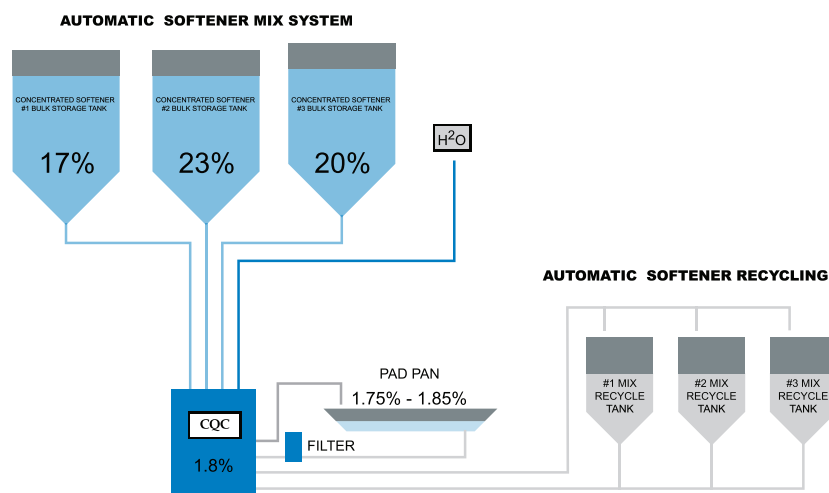 AUTOMATIC SOFTENER MIX SYSTEM
CONCENTRATED SOFTENER
#1 BULK STORAGE TANK
17%
CONCENTRATED SOFTENER
#2 BULK STORAGE TANK
23%
CONCENTRATED SOFTENER
#3 BULK STORAGE TANK
20%
H²O
AUTOMATIC SOFTENER RECYCLING
#1 MIX
RECYCLE
TANK
#2 MIX
RECYCLE
TANK
#3 MIX
RECYCLE
TANK
PAD PAN
1.75% - 1.85%
CQC
1.8%
FILTER